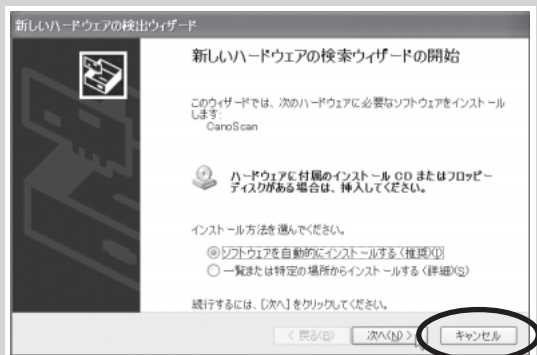 新しいハードウェアの検出ウィザード
新しいハードウェアの検索ウィザードの開始
このウィザードでは、次のハードウェアに必要なソフトウェアをインストール
します:
CanoScan
ハードウェアに付属のインストール CD またはフロッピー
ディスクがある場合は、挿入してください。
インストール方法を選んでください。
ソフトウェアを自動的にインストールする (推奨)(I)
一覧または特定の場所からインストールする (詳細)(S)
続行するには、[次へ] をクリックしてください。
< 戻る(B) 次へ(N) > キャンセル